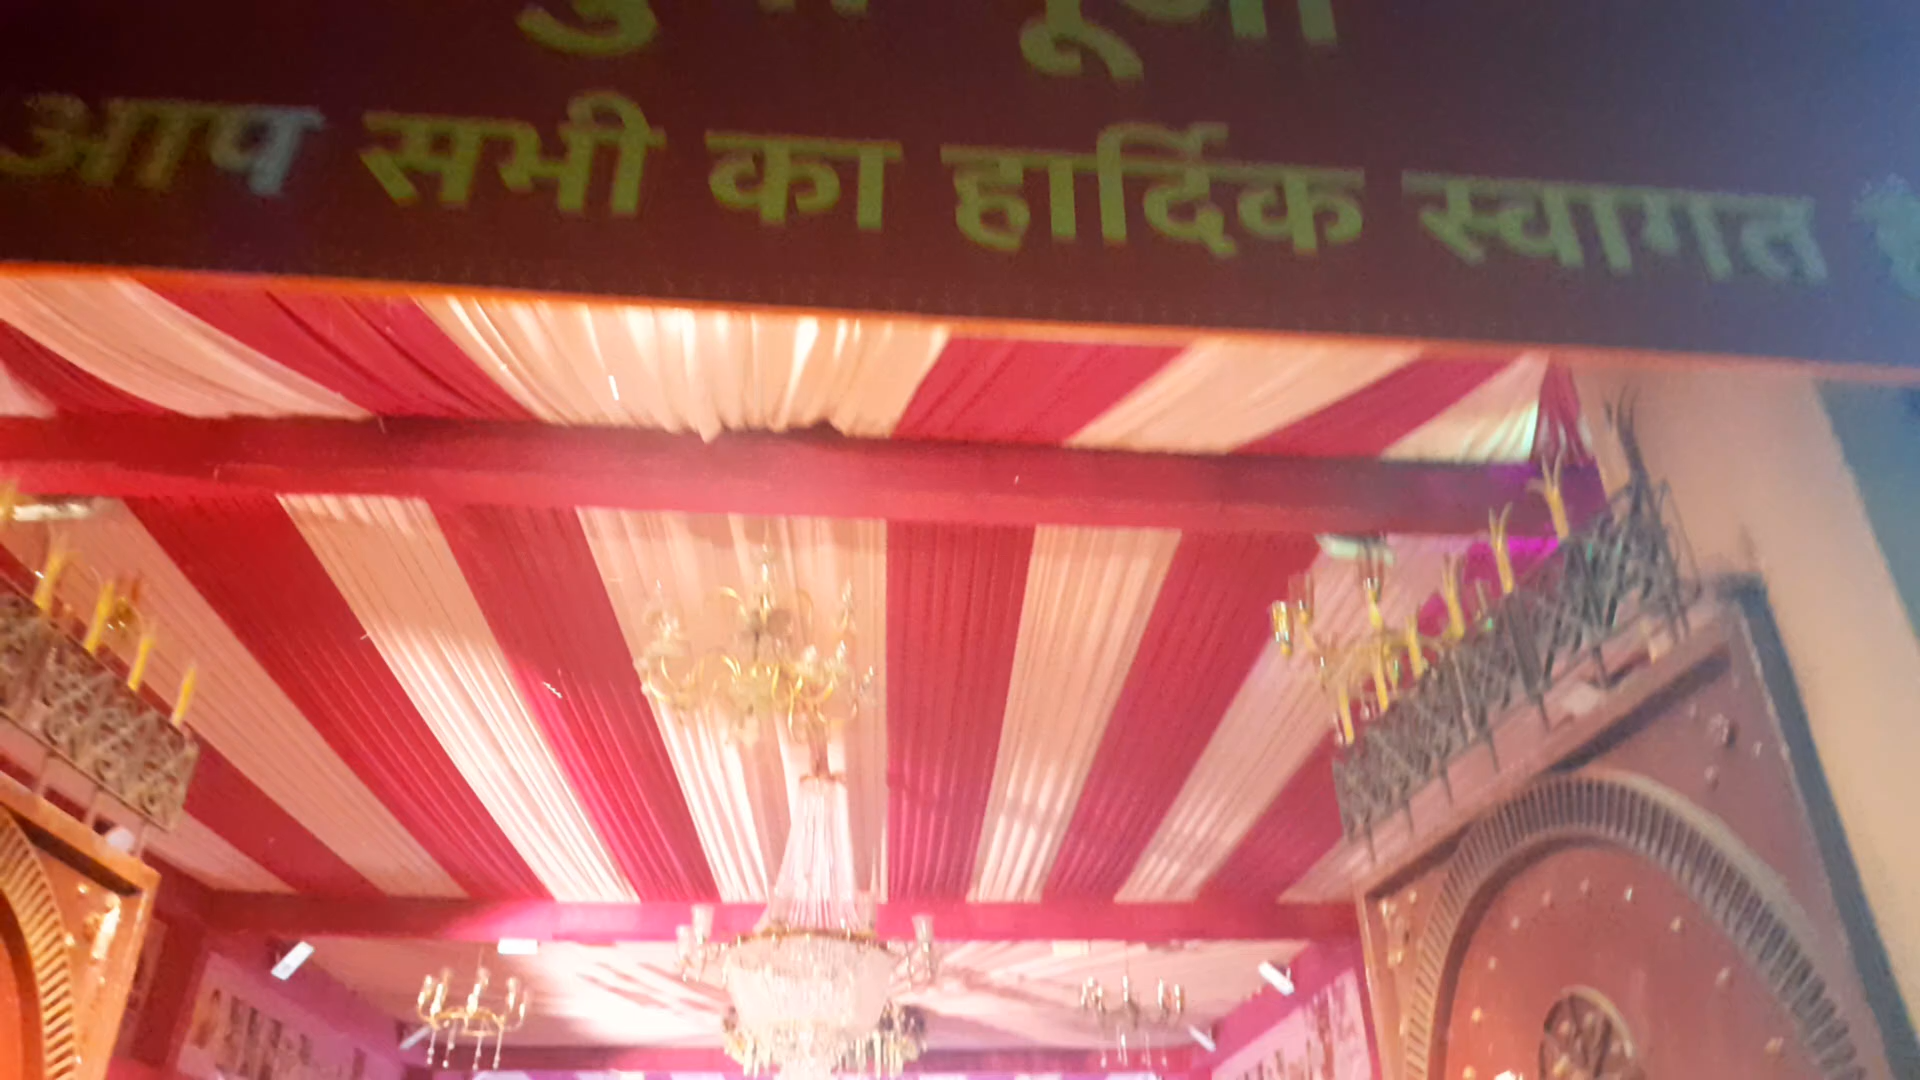 आप सभी का हार्दिक स्वागत है